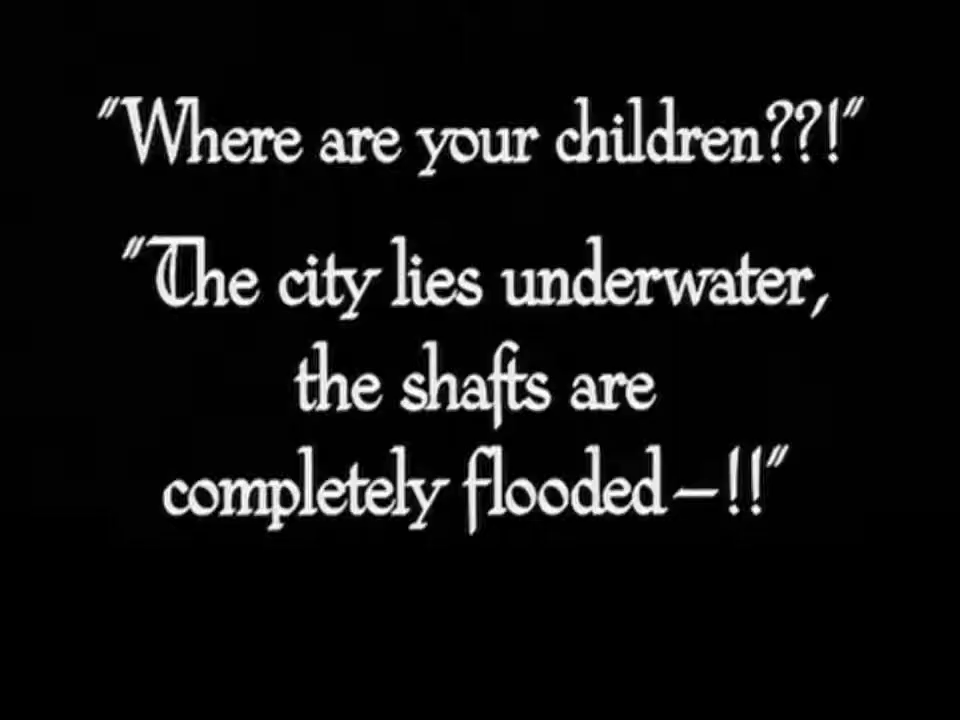 "Where are your children??!"
"The city lies underwater,
the shafts are
completely flooded—!!"